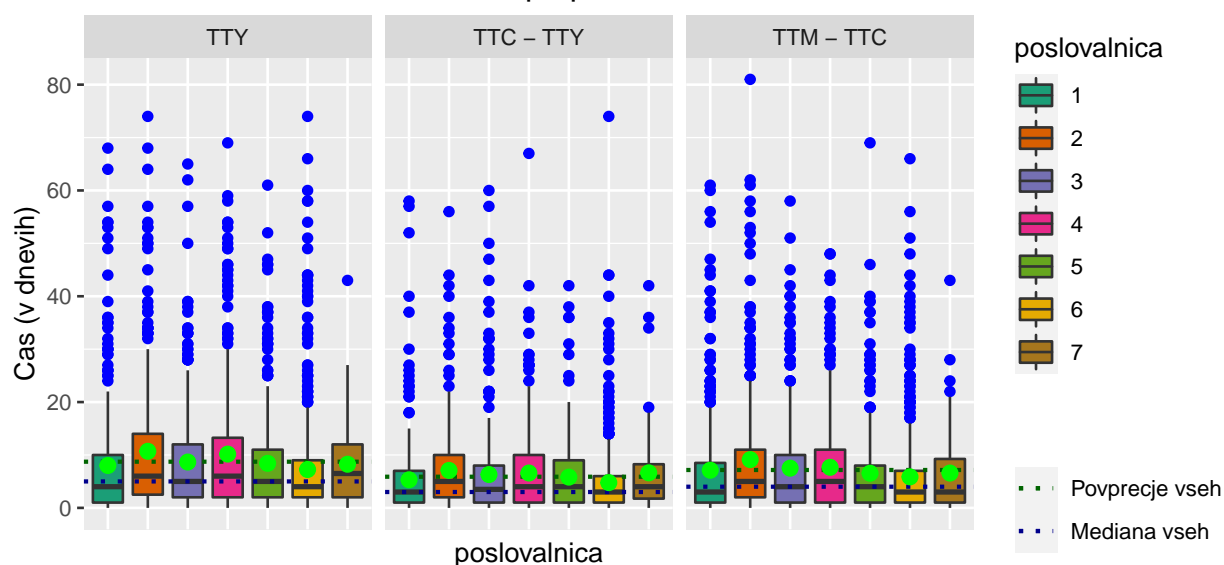 TTY
TTC − TTY
TTM − TTC
Cas (v dnevih)
80
60
40
20
0
poslovalnica
poslovalnica
1
2
3
4
5
6
7
Povprecje vseh
Mediana vseh